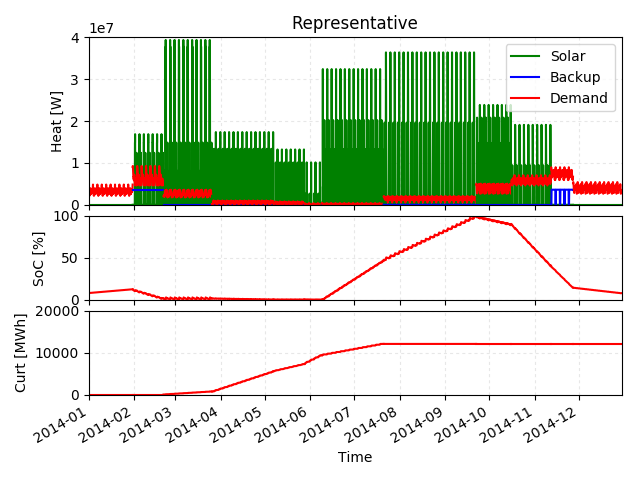 Representative
1e7
4
3
2
1
0
Heat [W]
Solar
Backup
Demand
100
50
0
SoC [%]
20000
10000
0
Curt [MWh]
2014-01
2014-02
2014-03
2014-04
2014-05
2014-06
2014-07
2014-08
2014-09
2014-10
2014-11
2014-12
Time